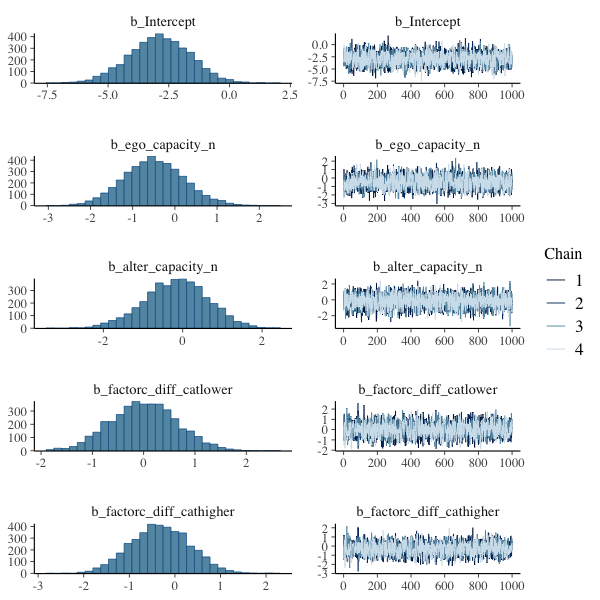 b_Intercept
400
300
200
100
0
-7.5 -5.0 -2.5 0.0 2.5
b_Intercept
0.0
-2.5
-5.0
-7.5
0 200 400 600 800 1000
b_ego_capacity_n
400
300
200
100
0
-3 -2 -1 0 1 2
b_ego_capacity_n
2
1
0
-1
-2
-3
0 200 400 600 800 1000
b_alter_capacity_n
300
200
100
0
-2 0 2
b_alter_capacity_n
2
0
-2
0 200 400 600 800 1000
b_factorc_diff_catlower
300
200
100
0
-2 -1 0 1 2
b_factorc_diff_catlower
2
1
0
-1
-2
0 200 400 600 800 1000
b_factorc_diff_cathigher
400
300
200
100
0
-3 -2 -1 0 1 2
b_factorc_diff_cathigher
2
1
0
-1
-2
-3
0 200 400 600 800 1000
Chain
1
2
3
4